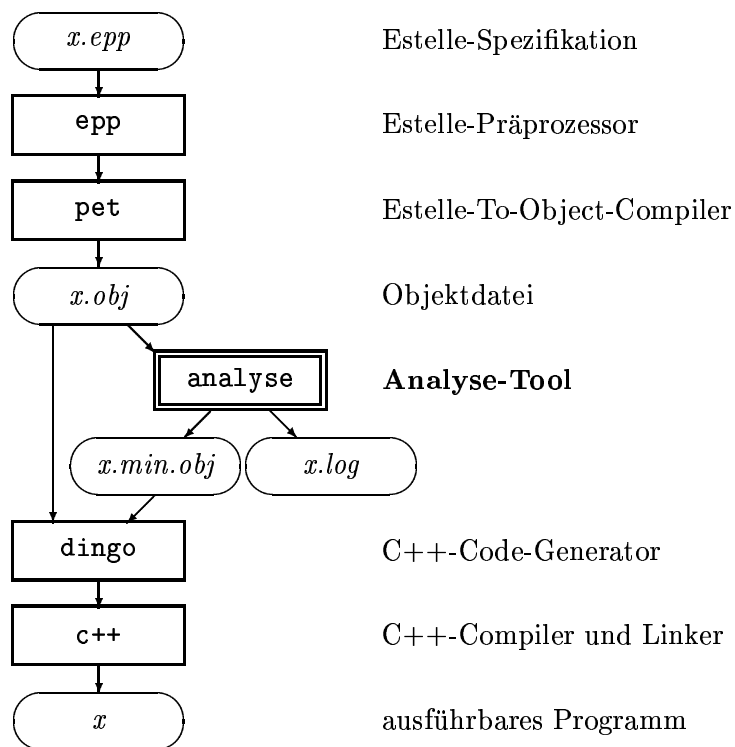 x.epp Estelle-Spezifikation
epp Estelle-Präprozessor
pet Estelle-To-Object-Compiler
x.obj Objektdatei
analyse Analyse-Tool
x.min.obj x.log
dingo C++-Code-Generator
c++ C++-Compiler und Linker
x ausführbares Programm